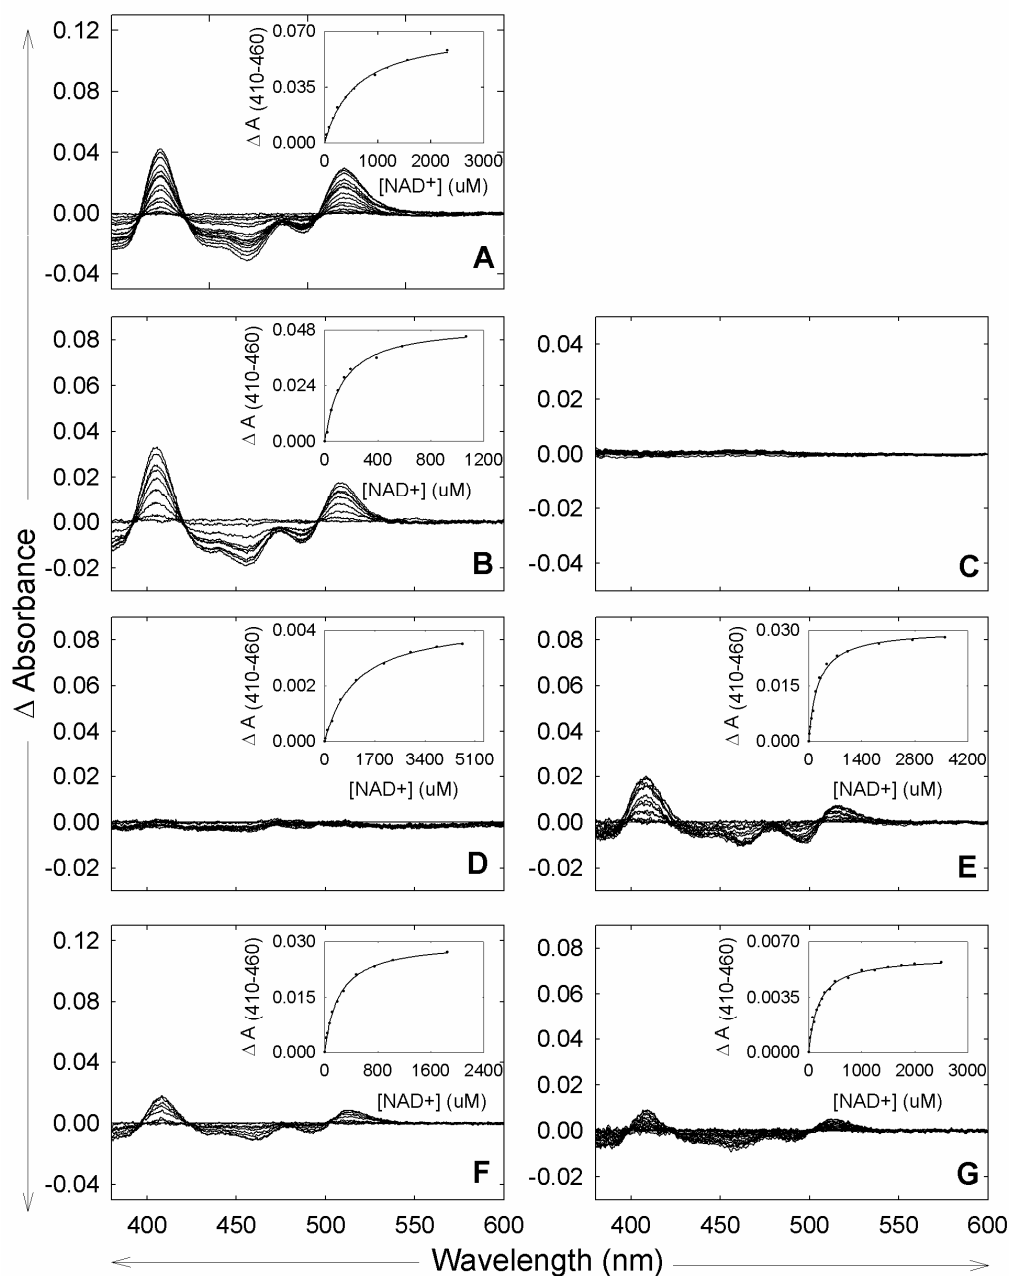 0.12
0.08
0.04
0.00
-0.04
0.070
0.035
0.000
0 1000 2000 3000
Δ A (410-460)
[NAD+] (uM)
A
0.08
0.06
0.04
0.02
0.00
-0.02
0.048
0.024
0.000
0 400 800 1200
Δ A (410-460)
[NAD+] (uM)
B
0.04
0.02
0.00
-0.02
-0.04
C
Δ Absorbance
0.08
0.06
0.04
0.02
0.00
-0.02
0.004
0.002
0.000
0 1700 3400 5100
Δ A (410-460)
[NAD+] (uM)
D
0.08
0.06
0.04
0.02
0.00
-0.02
0.030
0.015
0.000
0 1400 2800 4200
Δ A (410-460)
[NAD+] (uM)
E
0.12
0.08
0.04
0.00
-0.04
0.030
0.015
0.000
0 800 1600 2400
Δ A (410-460)
[NAD+] (uM)
F
0.08
0.06
0.04
0.02
0.00
-0.02
0.0070
0.0035
0.0000
0 1000 2000 3000
Δ A (410-460)
[NAD+] (uM)
G
400 450 500 550 600
400 450 500 550 600
Wavelength (nm)